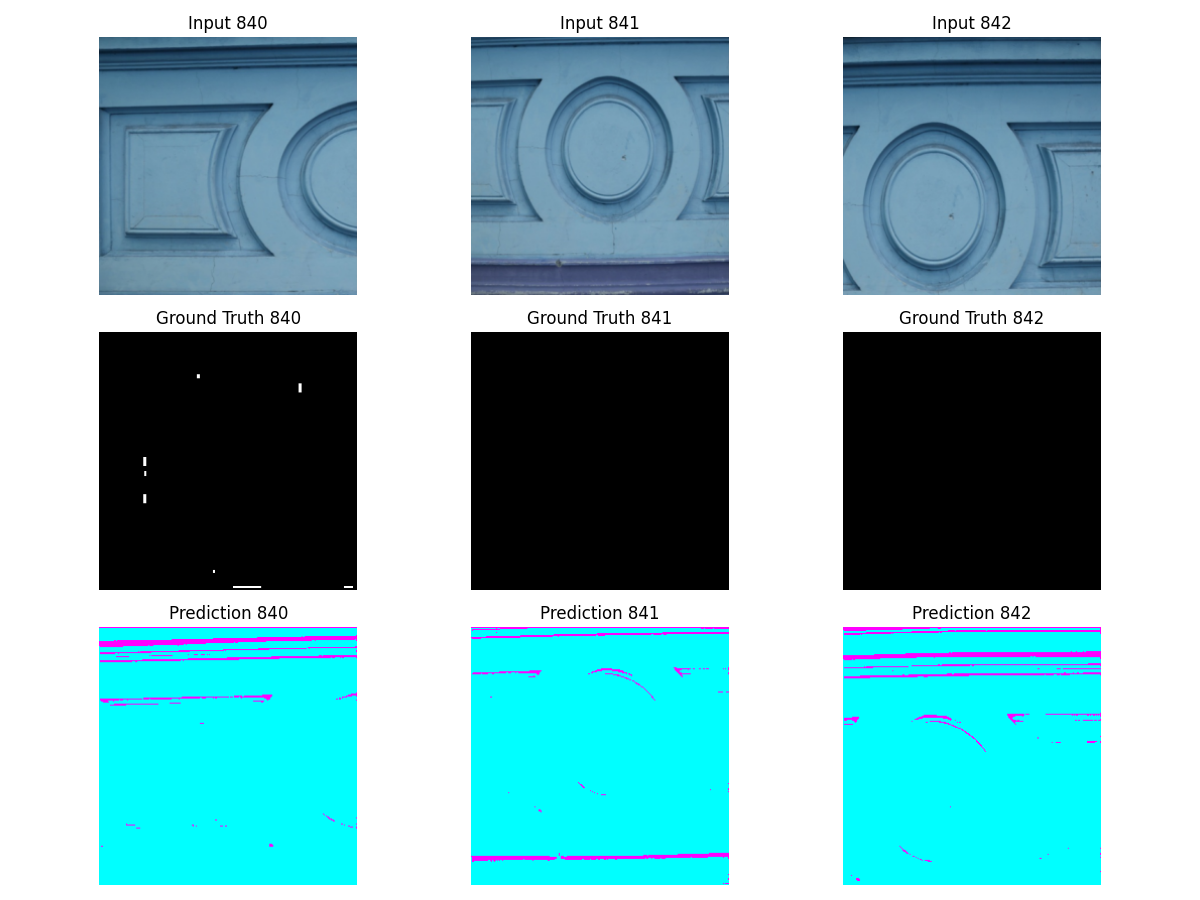 Input 840
Input 841
Input 842
Ground Truth 840
Ground Truth 841
Ground Truth 842
Prediction 840
Prediction 841
Prediction 842